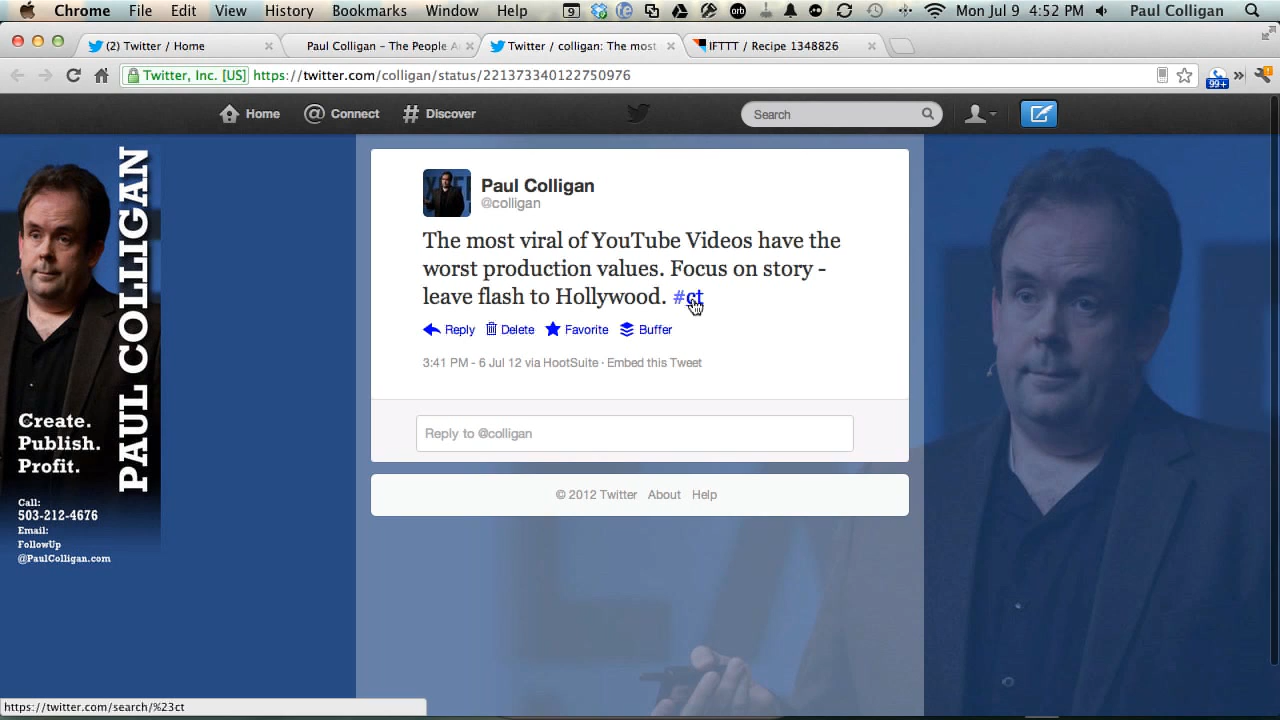 Chrome File Edit View History Bookmarks Window Help 9 orb Mon Jul 9 4:52 PM Paul Colligan
(2) Twitter / Home
Paul Colligan – The People A
Twitter / colligan: The most
IFTTT / Recipe 1348826
Twitter, Inc. [US] https://twitter.com/colligan/status/221373340122750976 99+
Home @ Connect # Discover Search
PAUL COLLIGAN
Create.
Publish.
Profit.
Call:
503-212-4676
Email:
FollowUp
@PaulColligan.com
Paul Colligan
@colligan
The most viral of YouTube Videos have the
worst production values. Focus on story -
leave flash to Hollywood. #ct
Reply Delete Favorite Buffer
3:41 PM - 6 Jul 12 via HootSuite · Embed this Tweet
Reply to @colligan
© 2012 Twitter About Help
https://twitter.com/search/%23ct